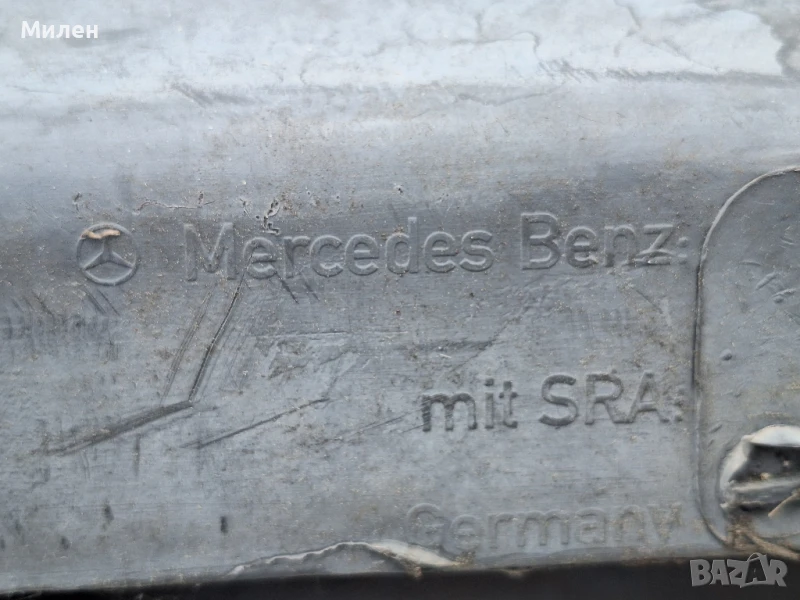 Милен
Mercedes Benz:
mit SRA:
Germany
BAZAR